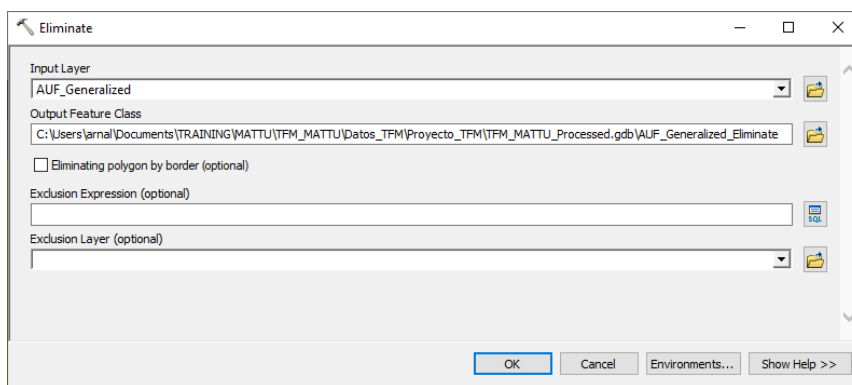 Eliminate
Input Layer
AUF_Generalized
Output Feature Class
C:\Users\arnal\Documents\TRAINING\MATTU\TFM_MATTU\Datos_TFM\Proyecto_TFM\TFM_MATTU_Processed.gdb\AUF_Generalized_Eliminate
Eliminating polygon by border (optional)
Exclusion Expression (optional)
SQL
Exclusion Layer (optional)
OK Cancel Environments... Show Help >>